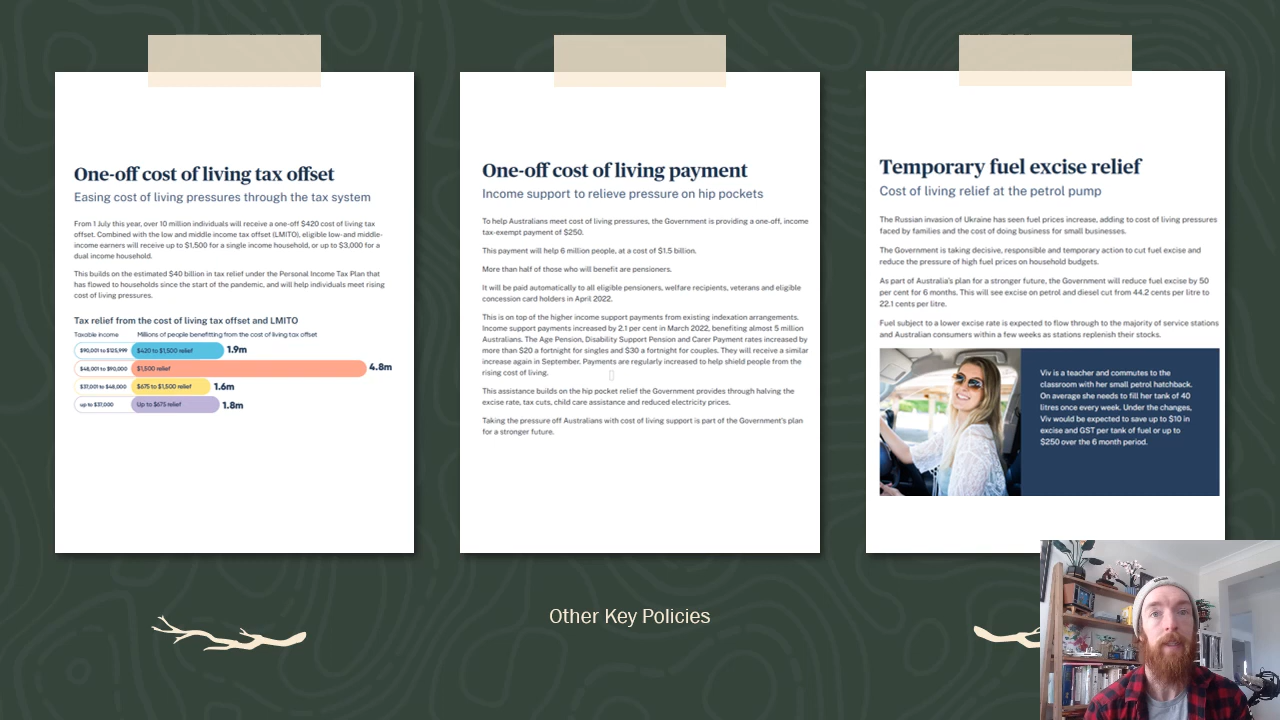 One-off cost of living tax offset
Easing cost of living pressures through the tax system
From 1 July this year, over 10 million individuals will receive a one-off $420 cost of living tax
offset. Combined with the low and middle income tax offset (LMITO), eligible low- and middle-
income earners will receive up to $1,500 for a single income household, or up to $3,000 for a
dual income household.
This builds on the estimated $40 billion in tax relief under the Personal Income Tax Plan that
has flowed to households since the start of the pandemic, and will help individuals meet rising
cost of living pressures.
Tax relief from the cost of living tax offset and LMITO
Taxable income Millions of people benefitting from the cost of living tax offset
$90,001 to $125,999 $420 to $1,500 relief 1.9m
$48,001 to $90,000 $1,500 relief 4.8m
$37,001 to $48,000 $675 to $1,500 relief 1.6m
up to $37,000 Up to $675 relief 1.8m
One-off cost of living payment
Income support to relieve pressure on hip pockets
To help Australians meet cost of living pressures, the Government is providing a one-off, income
tax-exempt payment of $250.
This payment will help 6 million people, at a cost of $1.5 billion.
More than half of those who will benefit are pensioners.
It will be paid automatically to all eligible pensioners, welfare recipients, veterans and eligible
concession card holders in April 2022.
This is on top of the higher income support payments from existing indexation arrangements.
Income support payments increased by 2.1 per cent in March 2022, benefiting almost 5 million
Australians. The Age Pension, Disability Support Pension and Carer Payment rates increased by
more than $20 a fortnight for singles and $30 a fortnight for couples. They will receive a similar
increase again in September. Payments are regularly increased to help shield people from the
rising cost of living.
This assistance builds on the hip pocket relief the Government provides through halving the
excise rate, tax cuts, child care assistance and reduced electricity prices.
Taking the pressure off Australians with cost of living support is part of the Government's plan
for a stronger future.
Temporary fuel excise relief
Cost of living relief at the petrol pump
The Russian invasion of Ukraine has seen fuel prices increase, adding to cost of living pressures
faced by families and the cost of doing business for small businesses.
The Government is taking decisive, responsible and temporary action to cut fuel excise and
reduce the pressure of high fuel prices on household budgets.
As part of Australia's plan for a stronger future, the Government will reduce fuel excise by 50
per cent for 6 months. This will see excise on petrol and diesel cut from 44.2 cents per litre to
22.1 cents per litre.
Fuel subject to a lower excise rate is expected to flow through to the majority of service stations
and Australian consumers within a few weeks as stations replenish their stocks.
Viv is a teacher and commutes to the
classroom with her small petrol hatchback.
On average she needs to fill her tank of 40
litres once every week. Under the changes,
Viv would be expected to save up to $10 in
excise and GST per tank of fuel or up to
$250 over the 6 month period.
Other Key Policies